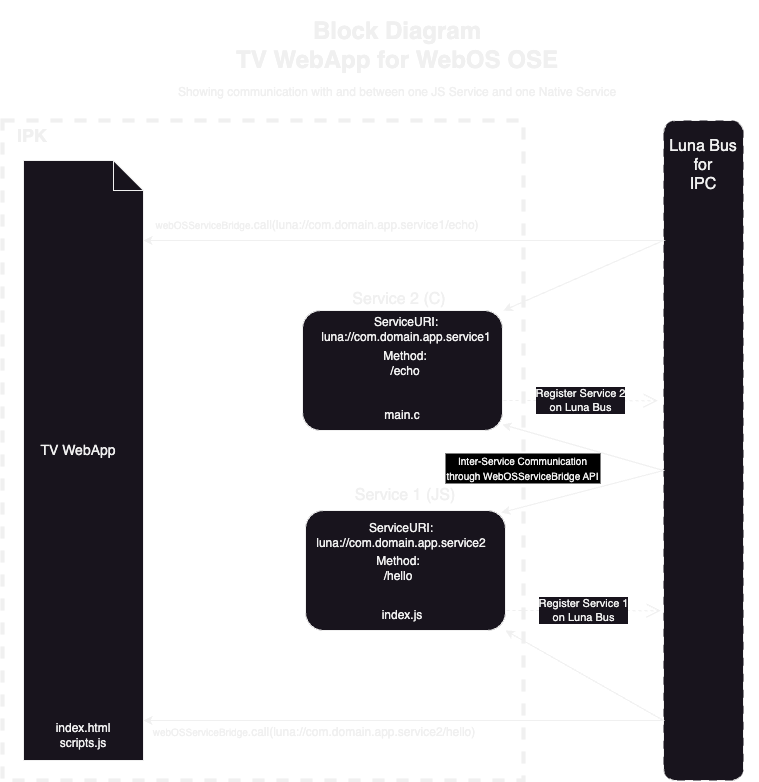 Block Diagram
TV WebApp for WebOS OSE
Showing communication with and between one JS Service and one Native Service
IPK
Luna Bus
for
IPC
webOSServiceBridge.call(luna://com.domain.app.service1/echo)
Service 2 (C)
ServiceURI:
luna://com.domain.app.service1
Method:
/echo
main.c
Register Service 2
on Luna Bus
TV WebApp
Inter-Service Communication
through WebOSServiceBridge API
Service 1 (JS)
ServiceURI:
luna://com.domain.app.service2
Method:
/hello
index.js
Register Service 1
on Luna Bus
index.html
scripts.js
webOSServiceBridge.call(luna://com.domain.app.service2/hello)